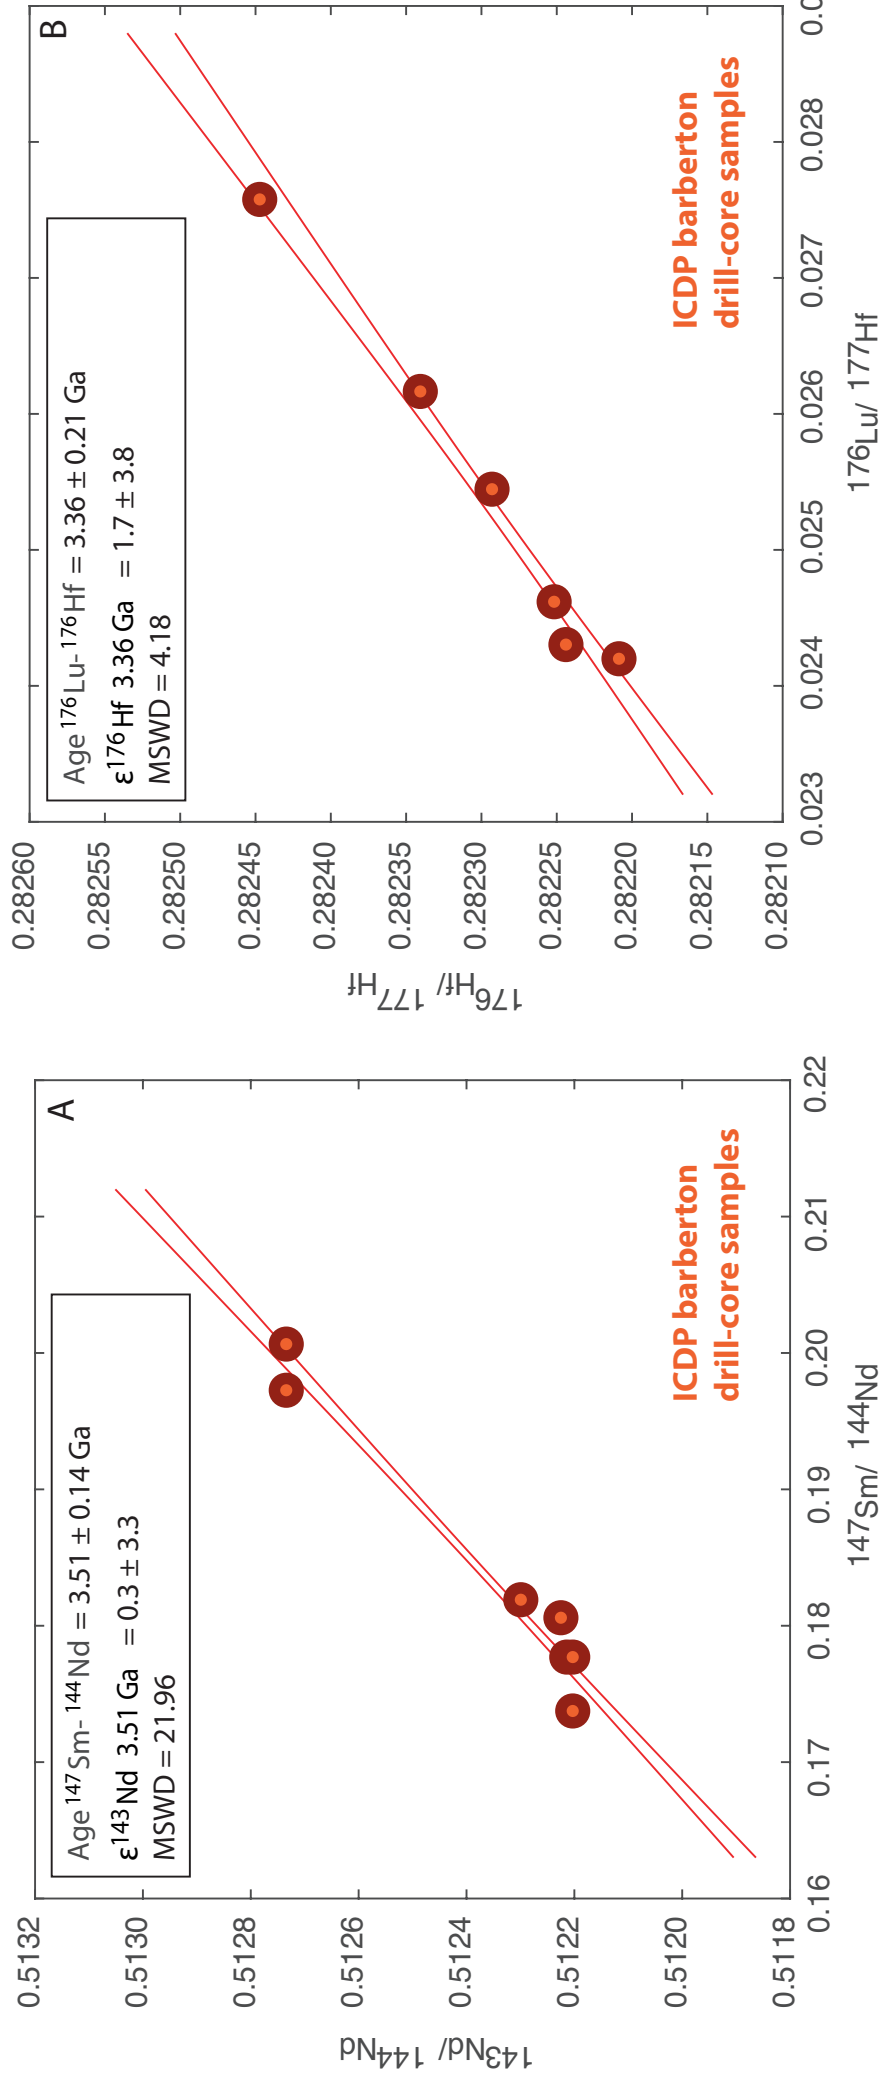 A
Age 147Sm-144Nd = 3.51 ± 0.14 Ga
ε143Nd 3.51 Ga = 0.3 ± 3.3
MSWD = 21.96
ICDP barberton
drill-core samples
0.5132
0.5130
0.5128
0.5126
0.5124
0.5122
0.5120
0.5118
143Nd/ 144Nd
0.16
0.17
0.18
0.19
0.20
0.21
0.22
147Sm/ 144Nd
B
Age 176Lu-176Hf = 3.36 ± 0.21 Ga
ε176Hf 3.36 Ga = 1.7 ± 3.8
MSWD = 4.18
ICDP barberton
drill-core samples
0.28260
0.28255
0.28250
0.28245
0.28240
0.28235
0.28230
0.28225
0.28220
0.28215
0.28210
176Hf/ 177Hf
0.023
0.024
0.025
0.026
0.027
0.028
176Lu/ 177Hf